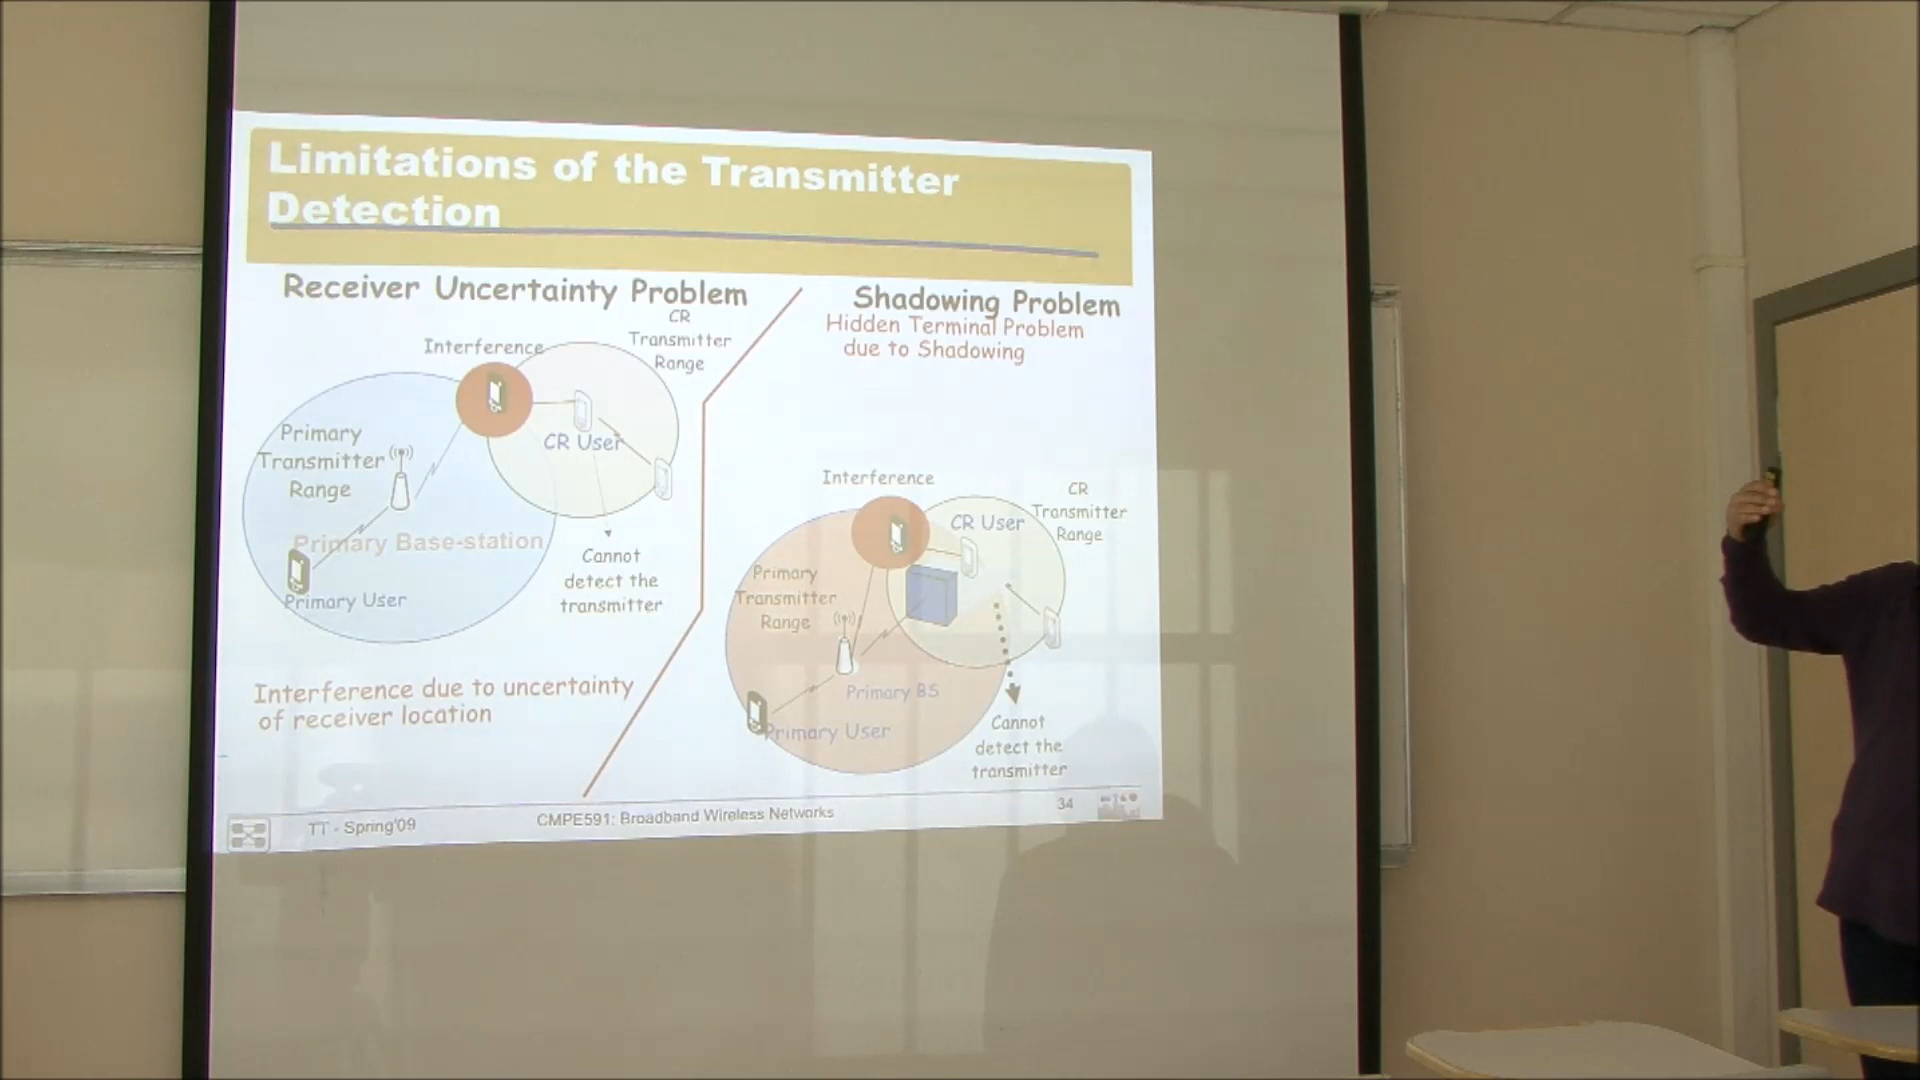 Limitations of the Transmitter
Detection
Receiver Uncertainty Problem
CR
Transmitter
Range
Interference
Primary
Transmitter
Range
CR User
Primary Base-station
Primary User
Cannot
detect the
transmitter
Interference due to uncertainty
of receiver location
Shadowing Problem
Hidden Terminal Problem
due to Shadowing
Interference
CR
Transmitter
Range
CR User
Primary
Transmitter
Range
Primary BS
Primary User
Cannot
detect the
transmitter
TT - Spring'09
CMPE591: Broadband Wireless Networks
34